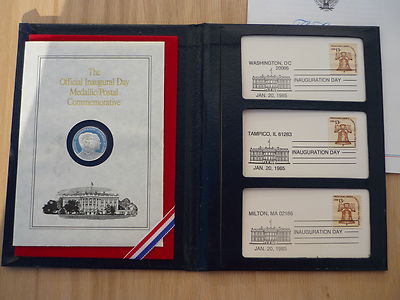 The
Official Inaugural Day
Medallic/Postal
Commemorative
WASHINGTON, DC
20066
INAUGURATION DAY
JAN. 20, 1985
TAMPICO, IL 61283
INAUGURATION DAY
JAN. 20, 1985
MILTON, MA 02186
INAUGURATION DAY
JAN. 20, 1985